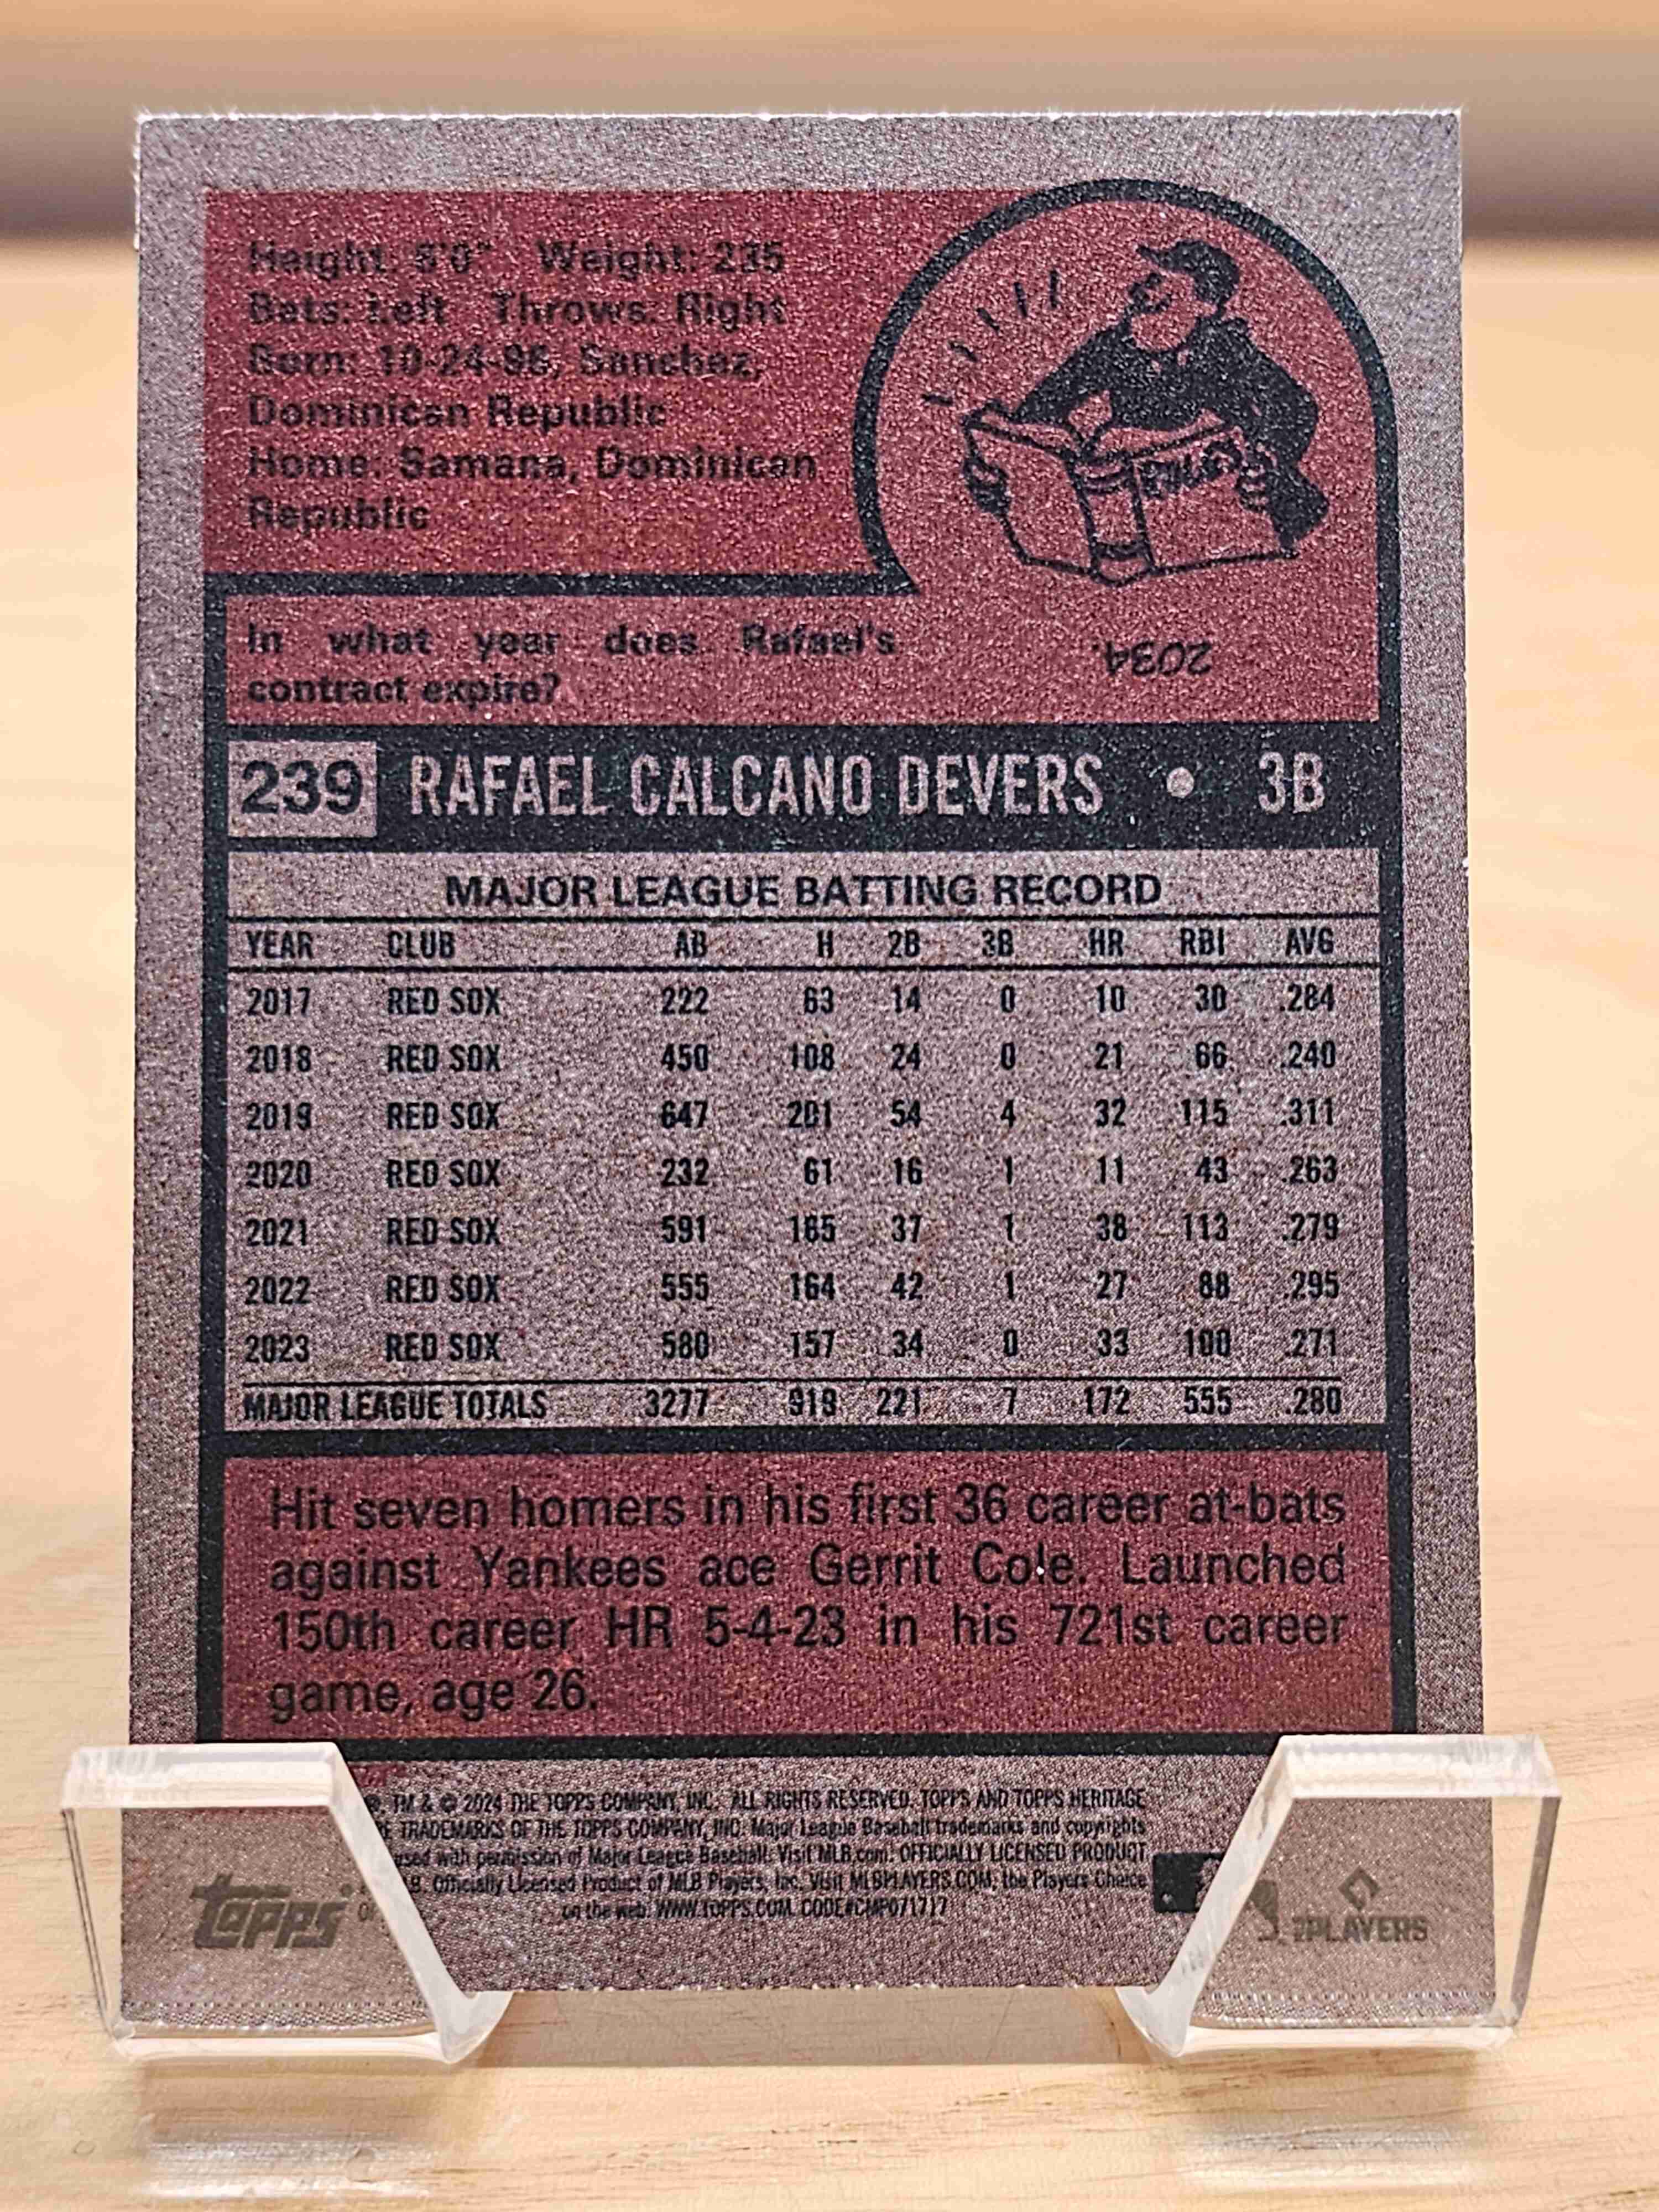 Height: 6'0" Weight: 235
Bats: Left Throws: Right
Born: 10-24-96, Sanchez,
Dominican Republic
Home: Samana, Dominican
Republic
In what year does Rafael's
contract expire?
2034.
239 RAFAEL CALCANO DEVERS • 3B
MAJOR LEAGUE BATTING RECORD
YEAR CLUB AB H 2B 3B HR RBI AVG
2017 RED SOX 222 63 14 0 10 30 .284
2018 RED SOX 450 108 24 0 21 66 .240
2019 RED SOX 647 201 54 4 32 115 .311
2020 RED SOX 232 61 16 1 11 43 .263
2021 RED SOX 591 165 37 1 38 113 .279
2022 RED SOX 555 164 42 1 27 88 .295
2023 RED SOX 580 157 34 0 33 100 .271
MAJOR LEAGUE TOTALS 3277 919 221 7 172 555 .280
Hit seven homers in his first 36 career at-bats
against Yankees ace Gerrit Cole. Launched
150th career HR 5-4-23 in his 721st career
game, age 26.
®, TM & © 2024 THE TOPPS COMPANY, INC. ALL RIGHTS RESERVED. TOPPS AND TOPPS HERITAGE
TRADEMARKS OF THE TOPPS COMPANY, INC. Major League Baseball trademarks and copyrights
used with permission of Major League Baseball. Visit MLB.com. OFFICIALLY LICENSED PRODUCT
Officially Licensed Product of MLB Players, Inc. Visit MLBPLAYERS.COM, the Players Choice
on the web. WWW.TOPPS.COM. CODE#CMP071717
topps
PLAYERS